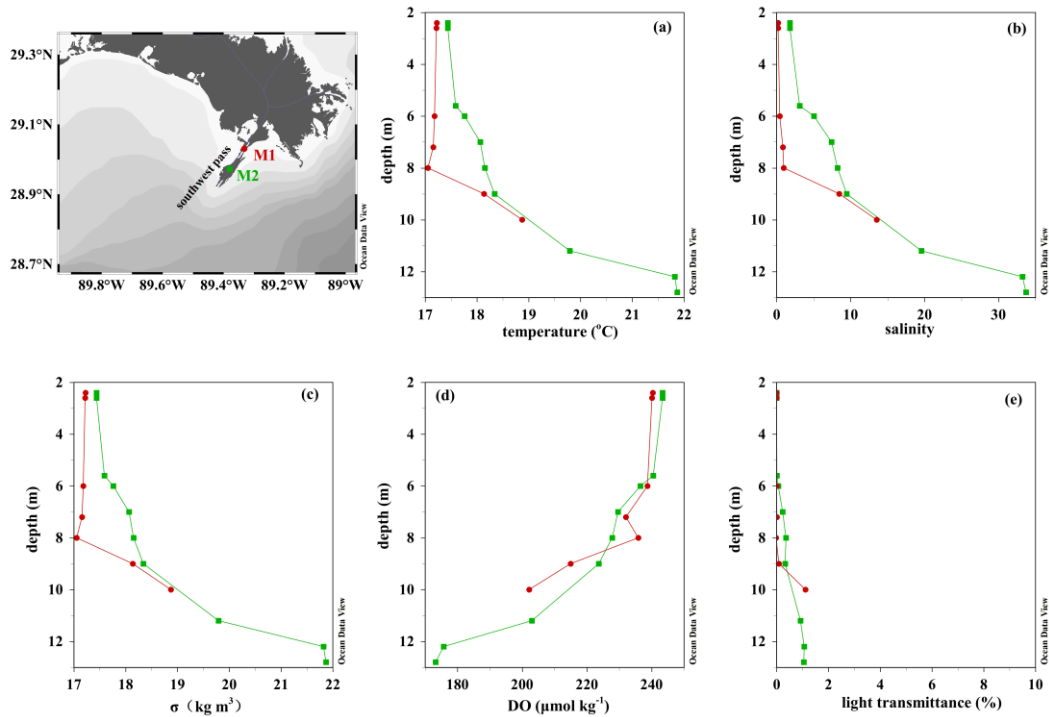 29.3°N
29.1°N
28.9°N
28.7°N
southwest pass
M1
M2
89.8°W 89.6°W 89.4°W 89.2°W 89°W
Ocean Data View
(a)
depth (m)
2
4
6
8
10
12
17 18 19 20 21 22
temperature (°C)
Ocean Data View
(b)
depth (m)
2
4
6
8
10
12
0 10 20 30
salinity
Ocean Data View
(c)
depth (m)
2
4
6
8
10
12
17 18 19 20 21 22
σ（kg m³）
Ocean Data View
(d)
depth (m)
2
4
6
8
10
12
180 200 220 240
DO (μmol kg⁻¹)
Ocean Data View
(e)
depth (m)
2
4
6
8
10
12
0 2 4 6 8 10
light transmittance (%)
Ocean Data View